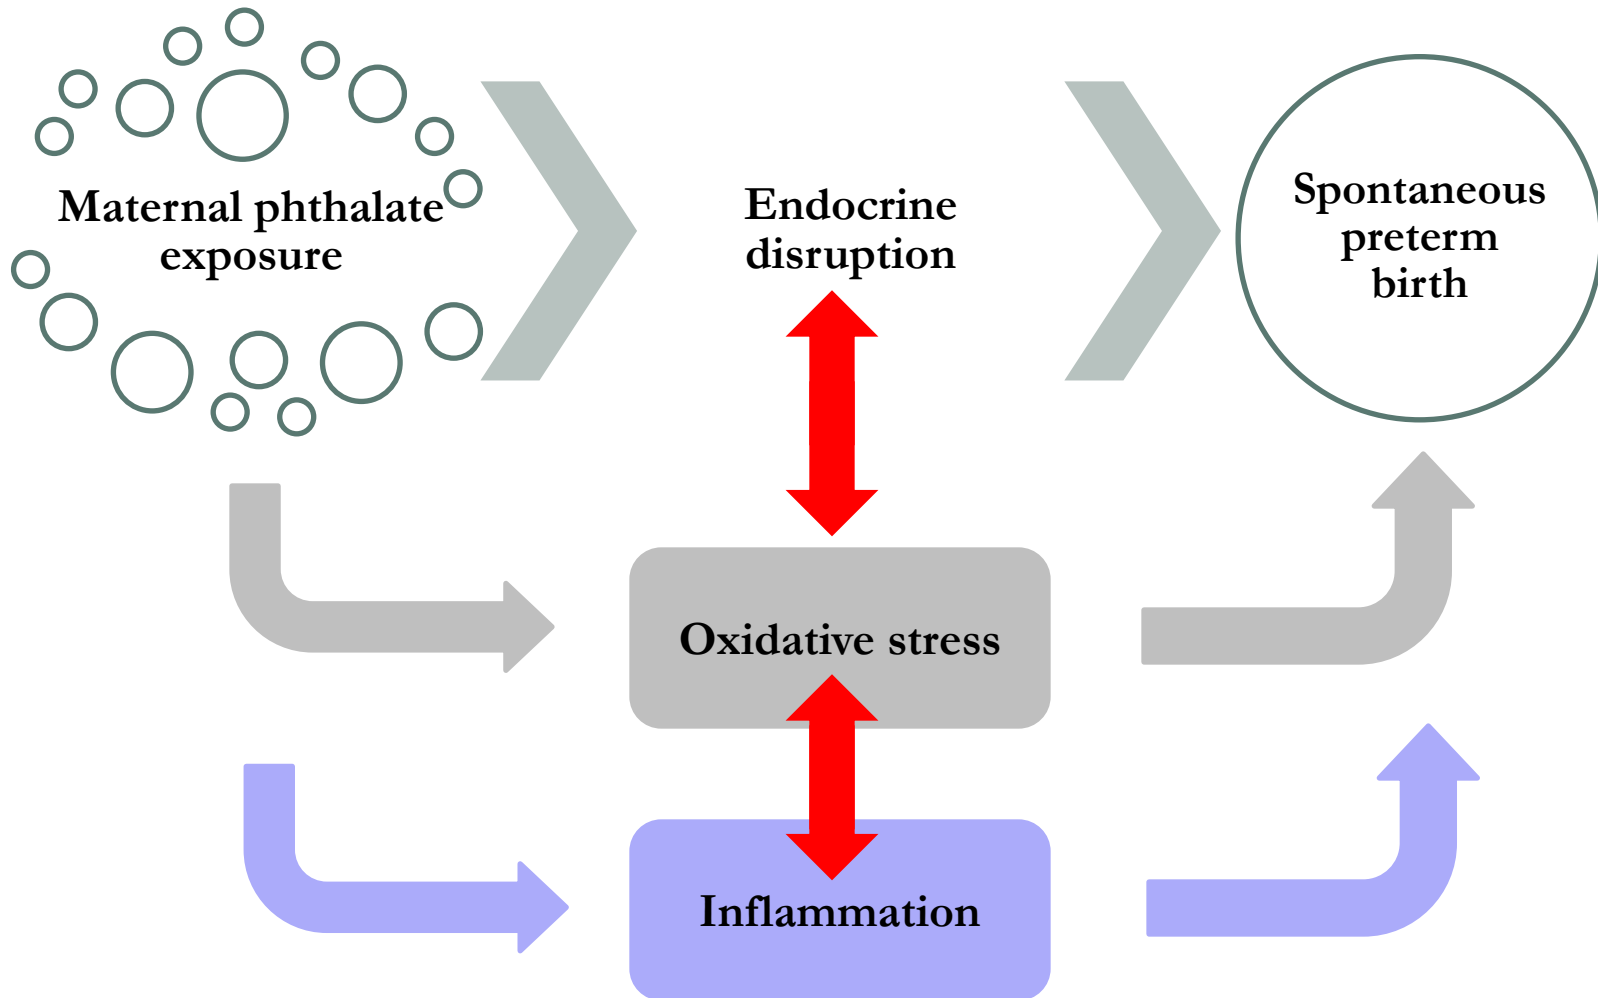 Maternal phthalate
exposure
Endocrine
disruption
Spontaneous
preterm
birth
Oxidative stress
Inflammation